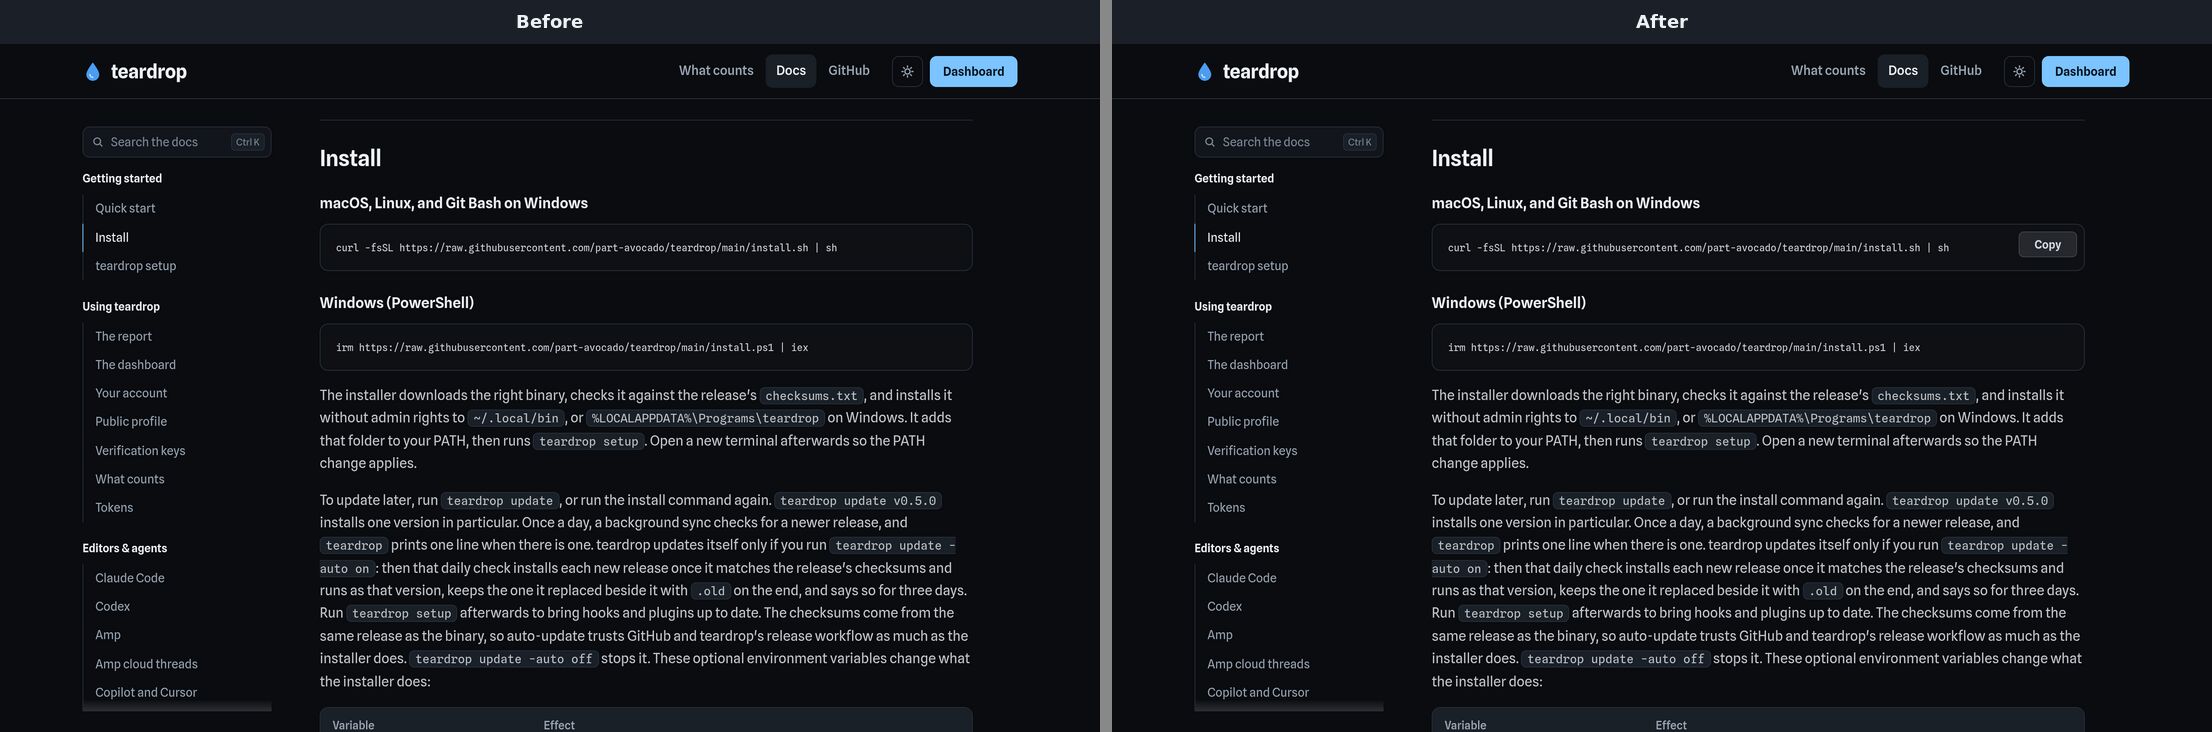 Before
teardrop
What counts
Docs
GitHub
Dashboard
Search the docs
Ctrl K
Getting started
Quick start
Install
teardrop setup
Using teardrop
The report
The dashboard
Your account
Public profile
Verification keys
What counts
Tokens
Editors & agents
Claude Code
Codex
Amp
Amp cloud threads
Copilot and Cursor
Install
macOS, Linux, and Git Bash on Windows
curl -fsSL https://raw.githubusercontent.com/part-avocado/teardrop/main/install.sh | sh
Windows (PowerShell)
irm https://raw.githubusercontent.com/part-avocado/teardrop/main/install.ps1 | iex
The installer downloads the right binary, checks it against the release's checksums.txt, and installs it
without admin rights to ~/.local/bin, or %LOCALAPPDATA%\Programs\teardrop on Windows. It adds
that folder to your PATH, then runs teardrop setup. Open a new terminal afterwards so the PATH
change applies.
To update later, run teardrop update, or run the install command again. teardrop update v0.5.0
installs one version in particular. Once a day, a background sync checks for a newer release, and
teardrop prints one line when there is one. teardrop updates itself only if you run teardrop update -
auto on: then that daily check installs each new release once it matches the release's checksums and
runs as that version, keeps the one it replaced beside it with .old on the end, and says so for three days.
Run teardrop setup afterwards to bring hooks and plugins up to date. The checksums come from the
same release as the binary, so auto-update trusts GitHub and teardrop's release workflow as much as the
installer does. teardrop update -auto off stops it. These optional environment variables change what
the installer does:
Variable Effect
After
teardrop
What counts
Docs
GitHub
Dashboard
Search the docs
Ctrl K
Getting started
Quick start
Install
teardrop setup
Using teardrop
The report
The dashboard
Your account
Public profile
Verification keys
What counts
Tokens
Editors & agents
Claude Code
Codex
Amp
Amp cloud threads
Copilot and Cursor
Install
macOS, Linux, and Git Bash on Windows
curl -fsSL https://raw.githubusercontent.com/part-avocado/teardrop/main/install.sh | sh
Copy
Windows (PowerShell)
irm https://raw.githubusercontent.com/part-avocado/teardrop/main/install.ps1 | iex
The installer downloads the right binary, checks it against the release's checksums.txt, and installs it
without admin rights to ~/.local/bin, or %LOCALAPPDATA%\Programs\teardrop on Windows. It adds
that folder to your PATH, then runs teardrop setup. Open a new terminal afterwards so the PATH
change applies.
To update later, run teardrop update, or run the install command again. teardrop update v0.5.0
installs one version in particular. Once a day, a background sync checks for a newer release, and
teardrop prints one line when there is one. teardrop updates itself only if you run teardrop update -
auto on: then that daily check installs each new release once it matches the release's checksums and
runs as that version, keeps the one it replaced beside it with .old on the end, and says so for three days.
Run teardrop setup afterwards to bring hooks and plugins up to date. The checksums come from the
same release as the binary, so auto-update trusts GitHub and teardrop's release workflow as much as the
installer does. teardrop update -auto off stops it. These optional environment variables change what
the installer does:
Variable Effect